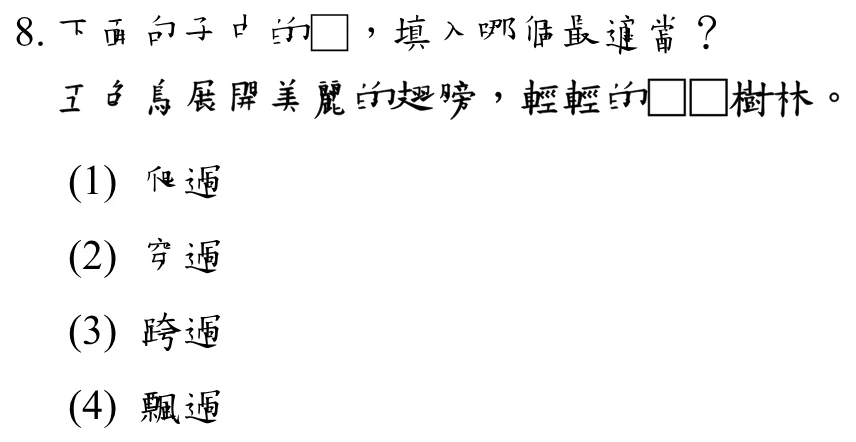 8. 下面句子中的□，填入哪個最適當？
五色鳥展開美麗的翅膀，輕輕的□□樹林。
(1) 爬過
(2) 穿過
(3) 跨過
(4) 飄過